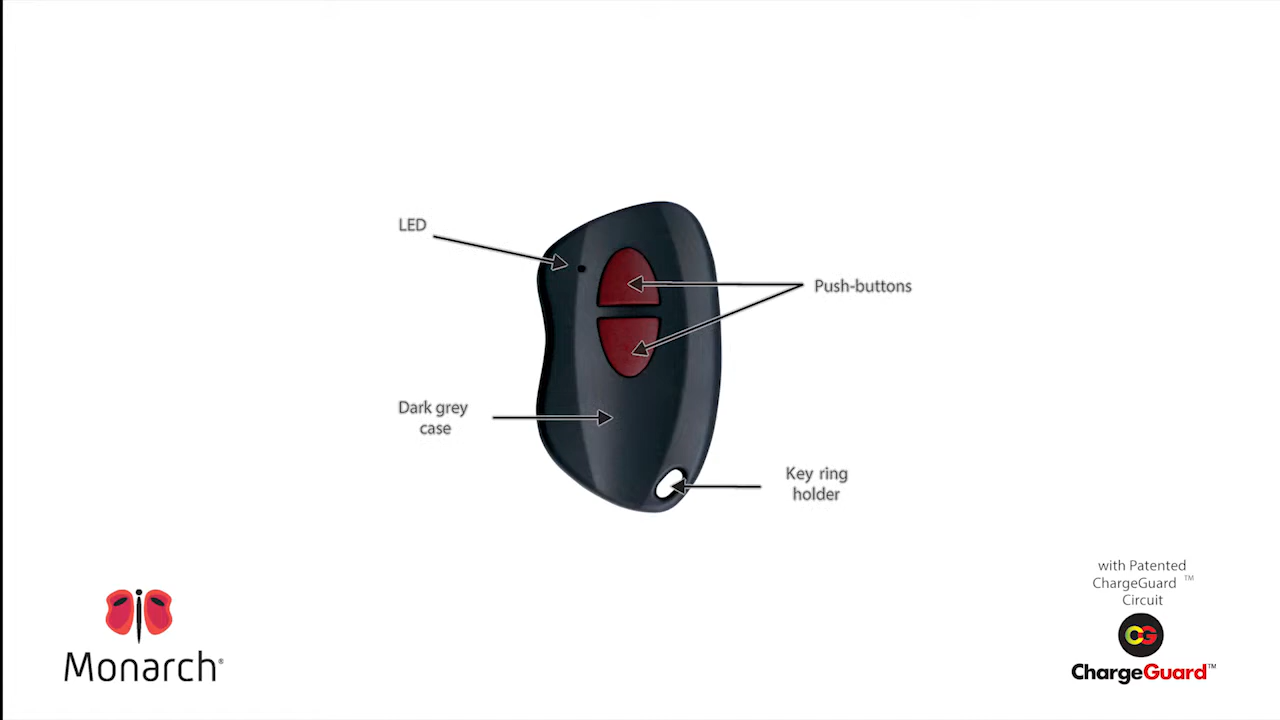 LED
Push-buttons
Dark grey
case
Key ring
holder
with Patented
ChargeGuard ™
Circuit
CG
Monarch®
ChargeGuard™